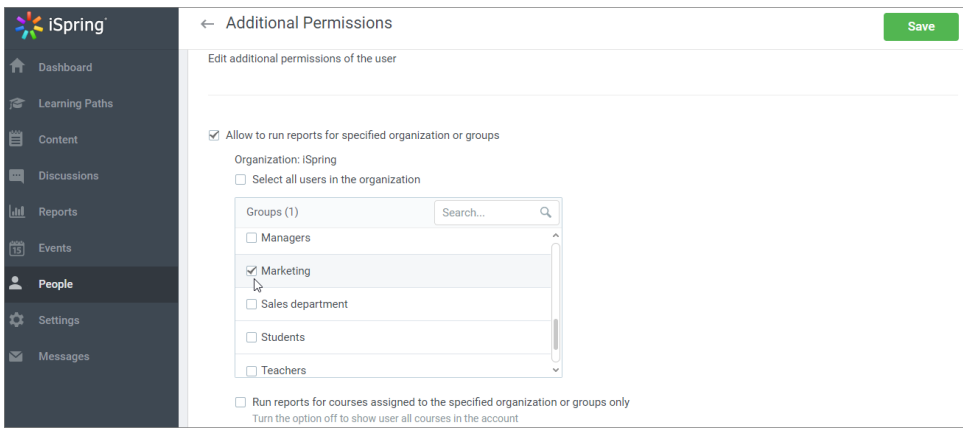 iSpring
Dashboard
Learning Paths
Content
Discussions
Reports
15
Events
People
Settings
Messages
← Additional Permissions
Save
Edit additional permissions of the user
Allow to run reports for specified organization or groups
Organization: iSpring
Select all users in the organization
Groups (1)
Search...
Managers
Marketing
Sales department
Students
Teachers
Run reports for courses assigned to the specified organization or groups only
Turn the option off to show user all courses in the account